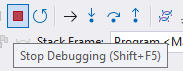 Stack Frame: Program.<M
Stop Debugging (Shift+F5)